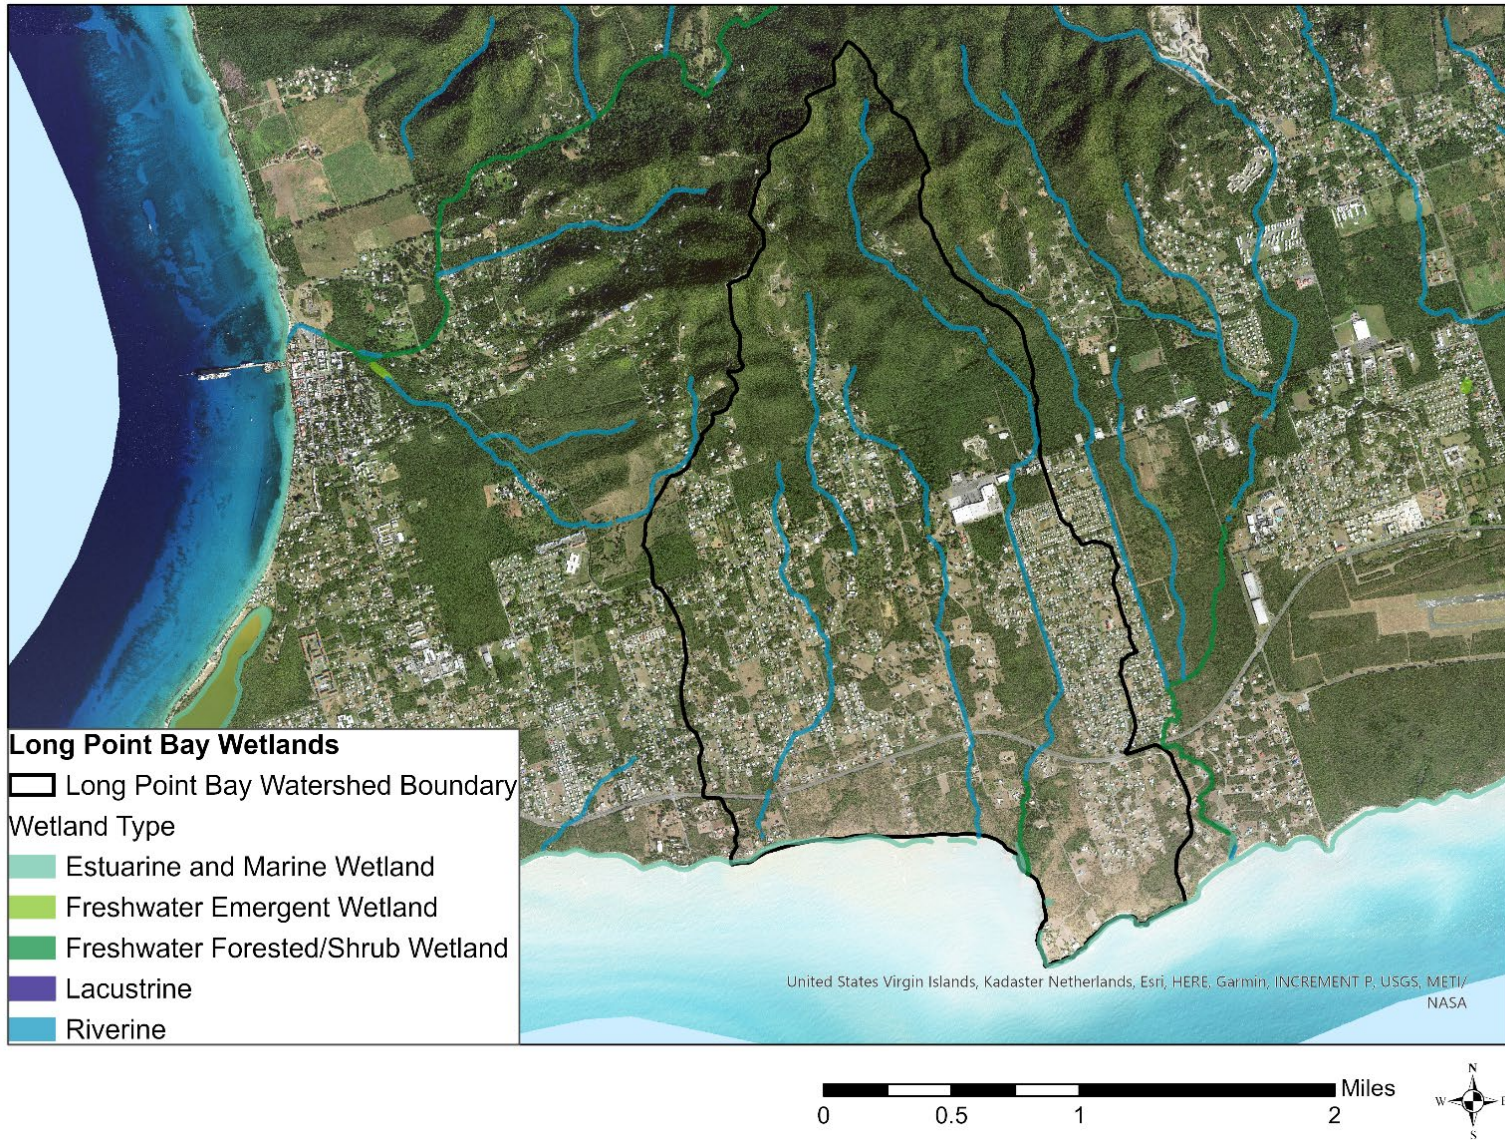 Long Point Bay Wetlands
Long Point Bay Watershed Boundary
Wetland Type
Estuarine and Marine Wetland
Freshwater Emergent Wetland
Freshwater Forested/Shrub Wetland
Lacustrine
Riverine
United States Virgin Islands, Kadaster Netherlands, Esri, HERE, Garmin, INCREMENT P, USGS, METI/
NASA
Miles
0 0.5 1 2
N
W E
S